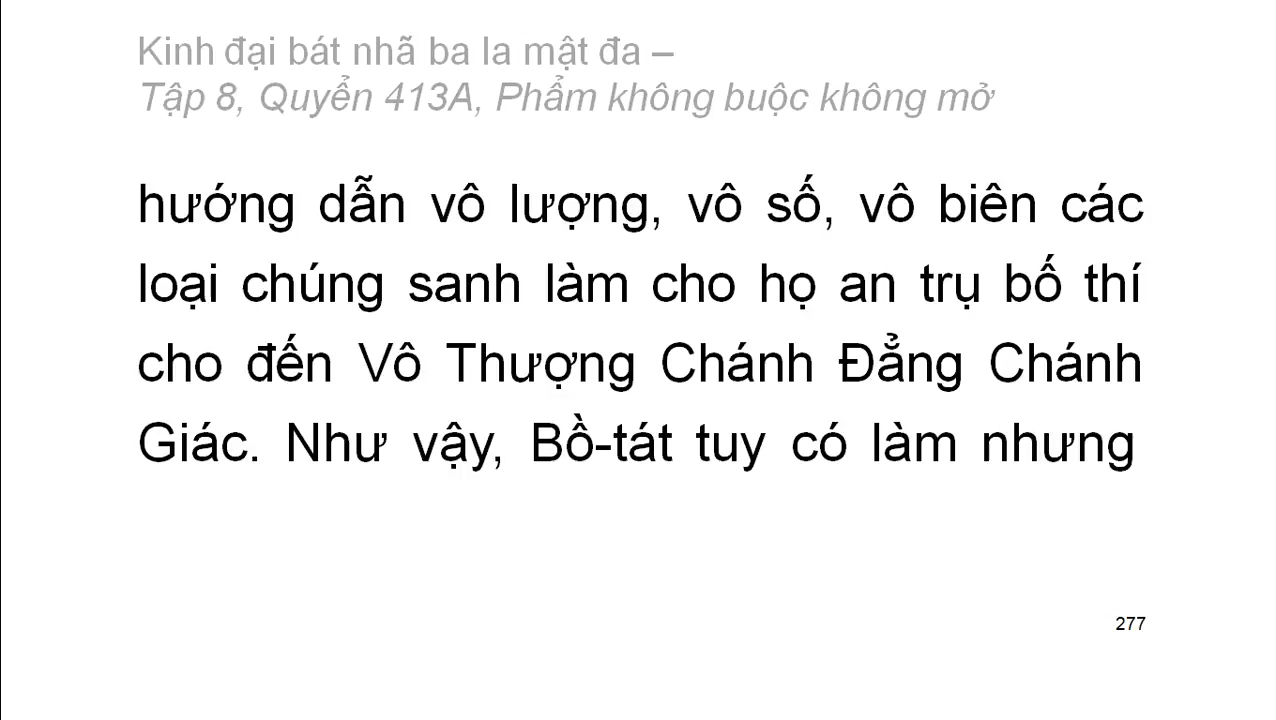 Kinh đại bát nhã ba la mật đa –
Tập 8, Quyển 413A, Phẩm không buộc không mở
hướng dẫn vô lượng, vô số, vô biên các
loại chúng sanh làm cho họ an trụ bố thí
cho đến Vô Thượng Chánh Đẳng Chánh
Giác. Như vậy, Bồ-tát tuy có làm nhưng
277